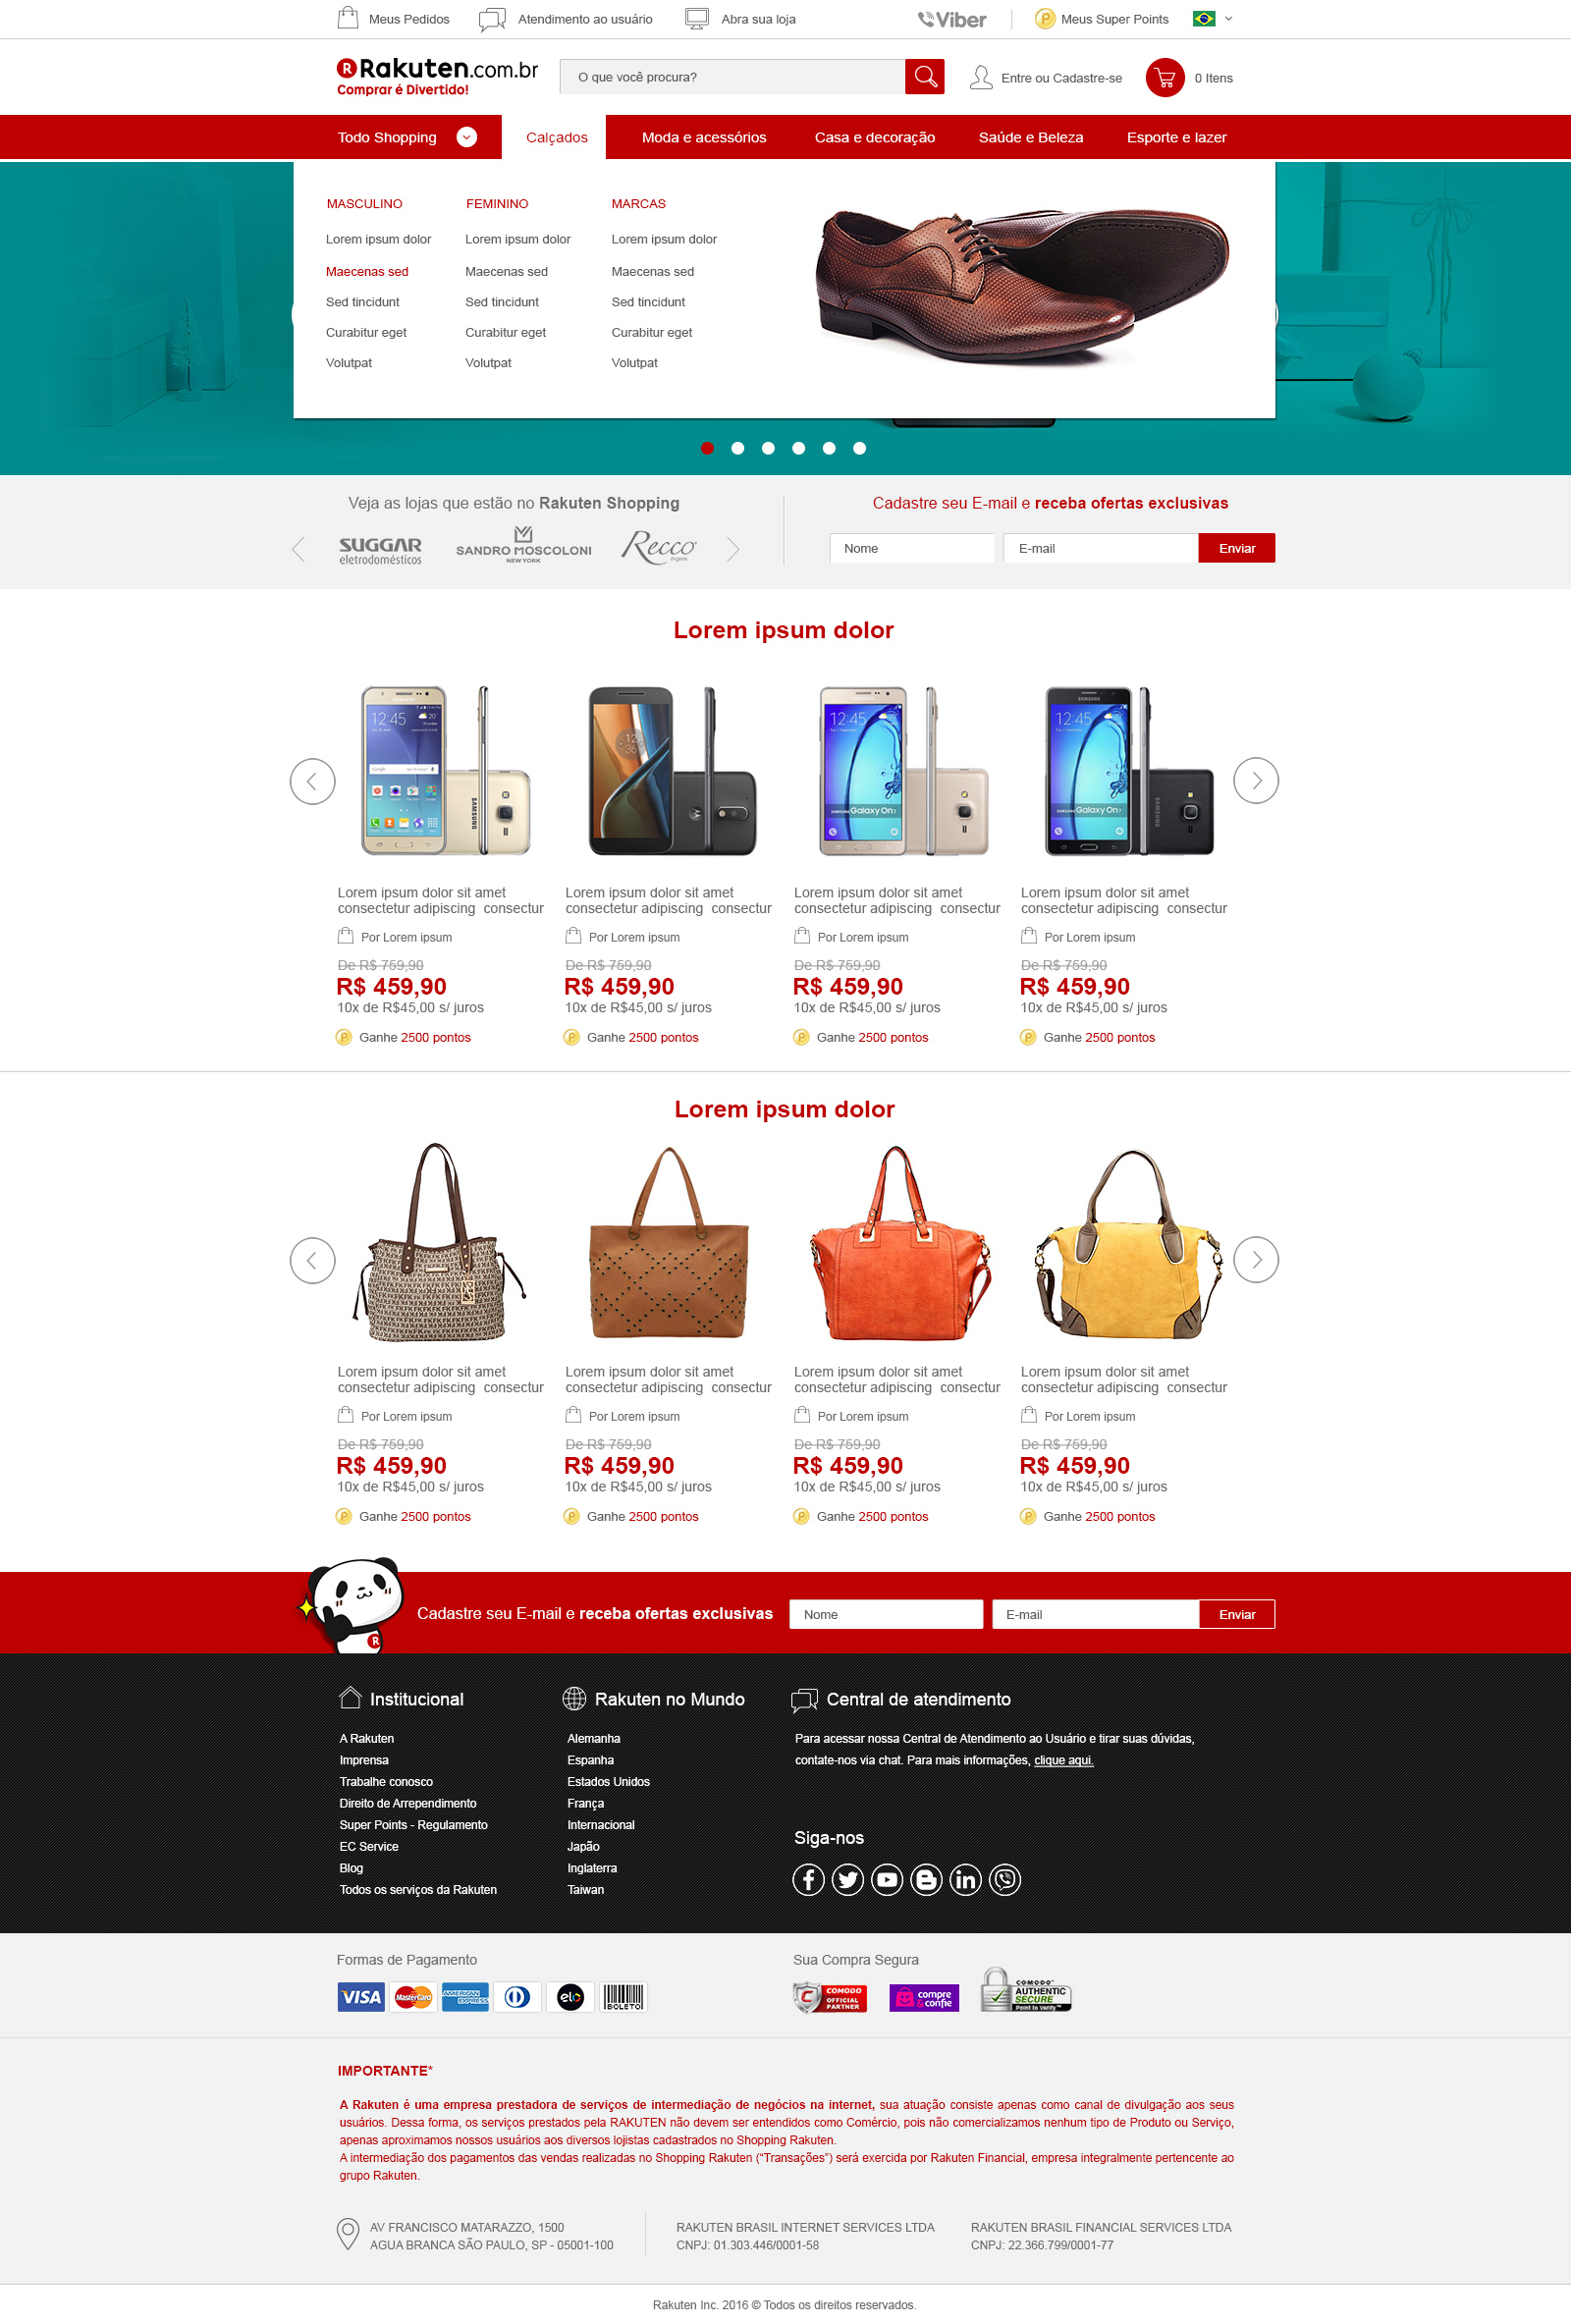 Meus Pedidos
Atendimento ao usuário
Abra sua loja
Viber
Meus Super Points
Rakuten.com.br
Comprar é Divertido!
O que você procura?
Entre ou Cadastre-se
0 Itens
Todo Shopping
Calçados
Moda e acessórios
Casa e decoração
Saúde e Beleza
Esporte e lazer
MASCULINO
Lorem ipsum dolor
Maecenas sed
Sed tincidunt
Curabitur eget
Volutpat
FEMININO
Lorem ipsum dolor
Maecenas sed
Sed tincidunt
Curabitur eget
Volutpat
MARCAS
Lorem ipsum dolor
Maecenas sed
Sed tincidunt
Curabitur eget
Volutpat
Veja as lojas que estão no Rakuten Shopping
SUGGAR
eletrodomésticos
SANDRO MOSCOLONI
NEW YORK
Recco
lingerie
Cadastre seu E-mail e receba ofertas exclusivas
Nome
E-mail
Enviar
Lorem ipsum dolor
12:45
SAMSUNG
12:45
Galaxy On7
SAMSUNG
12:45
Galaxy On7
SAMSUNG
Lorem ipsum dolor sit amet
consectetur adipiscing consectur
Por Lorem ipsum
De R$ 759,90
R$ 459,90
10x de R$45,00 s/ juros
Ganhe 2500 pontos
Lorem ipsum dolor sit amet
consectetur adipiscing consectur
Por Lorem ipsum
De R$ 759,90
R$ 459,90
10x de R$45,00 s/ juros
Ganhe 2500 pontos
Lorem ipsum dolor sit amet
consectetur adipiscing consectur
Por Lorem ipsum
De R$ 759,90
R$ 459,90
10x de R$45,00 s/ juros
Ganhe 2500 pontos
Lorem ipsum dolor sit amet
consectetur adipiscing consectur
Por Lorem ipsum
De R$ 759,90
R$ 459,90
10x de R$45,00 s/ juros
Ganhe 2500 pontos
Lorem ipsum dolor
Lorem ipsum dolor sit amet
consectetur adipiscing consectur
Por Lorem ipsum
De R$ 759,90
R$ 459,90
10x de R$45,00 s/ juros
Ganhe 2500 pontos
Lorem ipsum dolor sit amet
consectetur adipiscing consectur
Por Lorem ipsum
De R$ 759,90
R$ 459,90
10x de R$45,00 s/ juros
Ganhe 2500 pontos
Lorem ipsum dolor sit amet
consectetur adipiscing consectur
Por Lorem ipsum
De R$ 759,90
R$ 459,90
10x de R$45,00 s/ juros
Ganhe 2500 pontos
Lorem ipsum dolor sit amet
consectetur adipiscing consectur
Por Lorem ipsum
De R$ 759,90
R$ 459,90
10x de R$45,00 s/ juros
Ganhe 2500 pontos
Cadastre seu E-mail e receba ofertas exclusivas
Nome
E-mail
Enviar
Institucional
A Rakuten
Imprensa
Trabalhe conosco
Direito de Arrependimento
Super Points - Regulamento
EC Service
Blog
Todos os serviços da Rakuten
Rakuten no Mundo
Alemanha
Espanha
Estados Unidos
França
Internacional
Japão
Inglaterra
Taiwan
Central de atendimento
Para acessar nossa Central de Atendimento ao Usuário e tirar suas dúvidas,
contate-nos via chat. Para mais informações, clique aqui.
Siga-nos
Formas de Pagamento
VISA
MasterCard
AMERICAN EXPRESS
elo
BOLETO
Sua Compra Segura
COMODO
OFFICIAL
PARTNER
compre
&confie
COMODO
AUTHENTIC
SECURE
Point to Verify™
IMPORTANTE*
A Rakuten é uma empresa prestadora de serviços de intermediação de negócios na internet, sua atuação consiste apenas como canal de divulgação aos seus
usuários. Dessa forma, os serviços prestados pela RAKUTEN não devem ser entendidos como Comércio, pois não comercializamos nenhum tipo de Produto ou Serviço,
apenas aproximamos nossos usuários aos diversos lojistas cadastrados no Shopping Rakuten.
A intermediação dos pagamentos das vendas realizadas no Shopping Rakuten (“Transações”) será exercida por Rakuten Financial, empresa integralmente pertencente ao
grupo Rakuten.
AV FRANCISCO MATARAZZO, 1500
AGUA BRANCA SÃO PAULO, SP - 05001-100
RAKUTEN BRASIL INTERNET SERVICES LTDA
CNPJ: 01.303.446/0001-58
RAKUTEN BRASIL FINANCIAL SERVICES LTDA
CNPJ: 22.366.799/0001-77
Rakuten Inc. 2016 © Todos os direitos reservados.